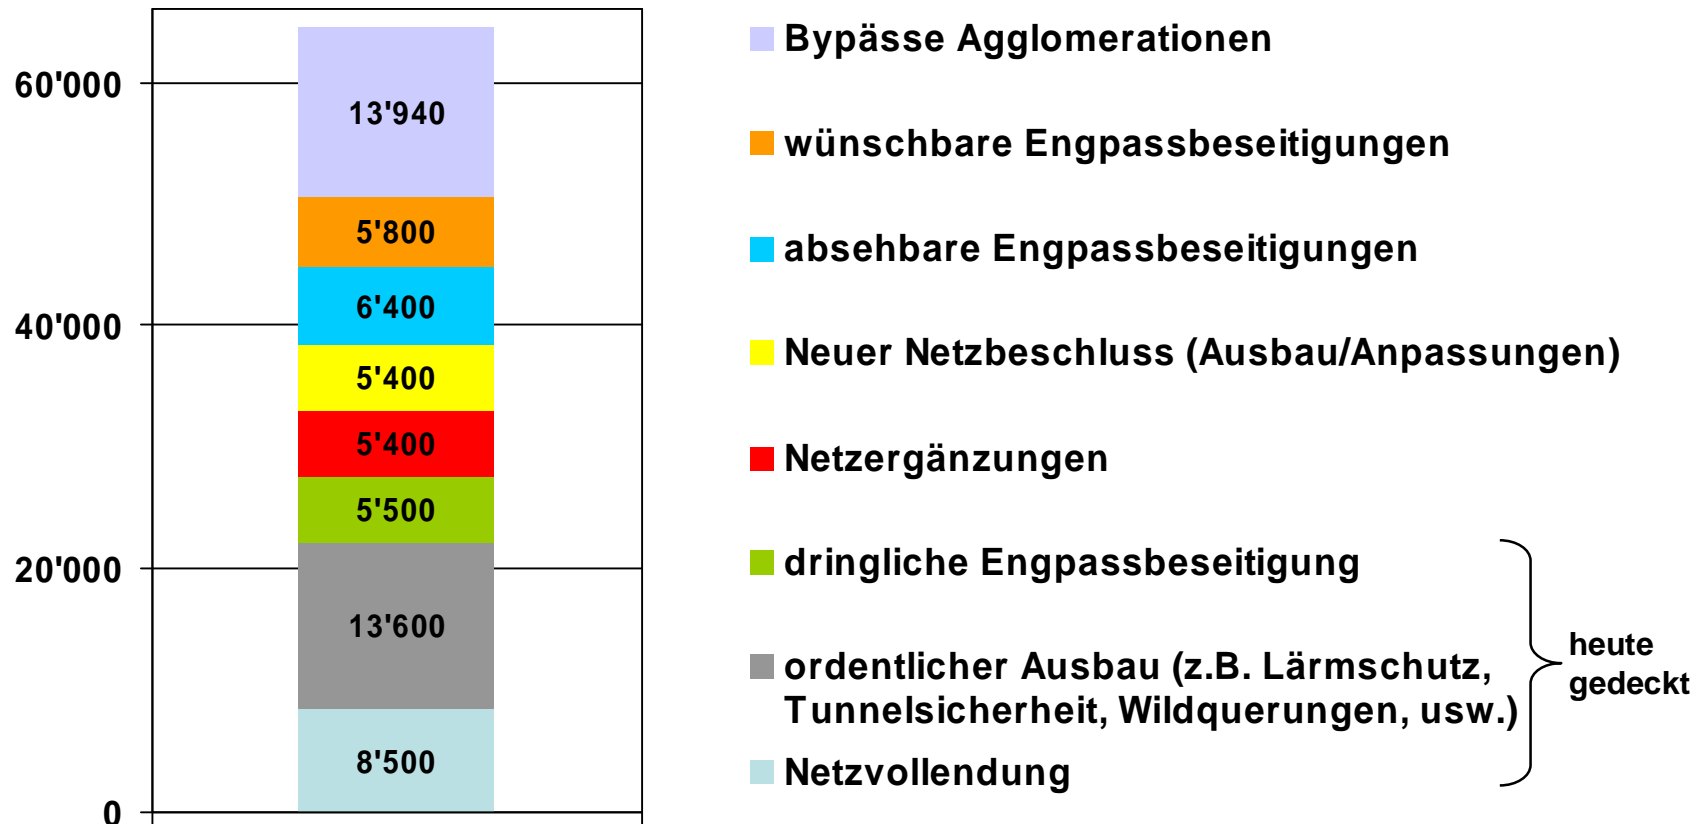 60'000
40'000
20'000
0
13'940
5'800
6'400
5'400
5'400
5'500
13'600
8'500
Bypässe Agglomerationen
wünschbare Engpassbeseitigungen
absehbare Engpassbeseitigungen
Neuer Netzbeschluss (Ausbau/Anpassungen)
Netzergänzungen
dringliche Engpassbeseitigung
ordentlicher Ausbau (z.B. Lärmschutz,
Tunnelsicherheit, Wildquerungen, usw.)
Netzvollendung
heute
gedeckt